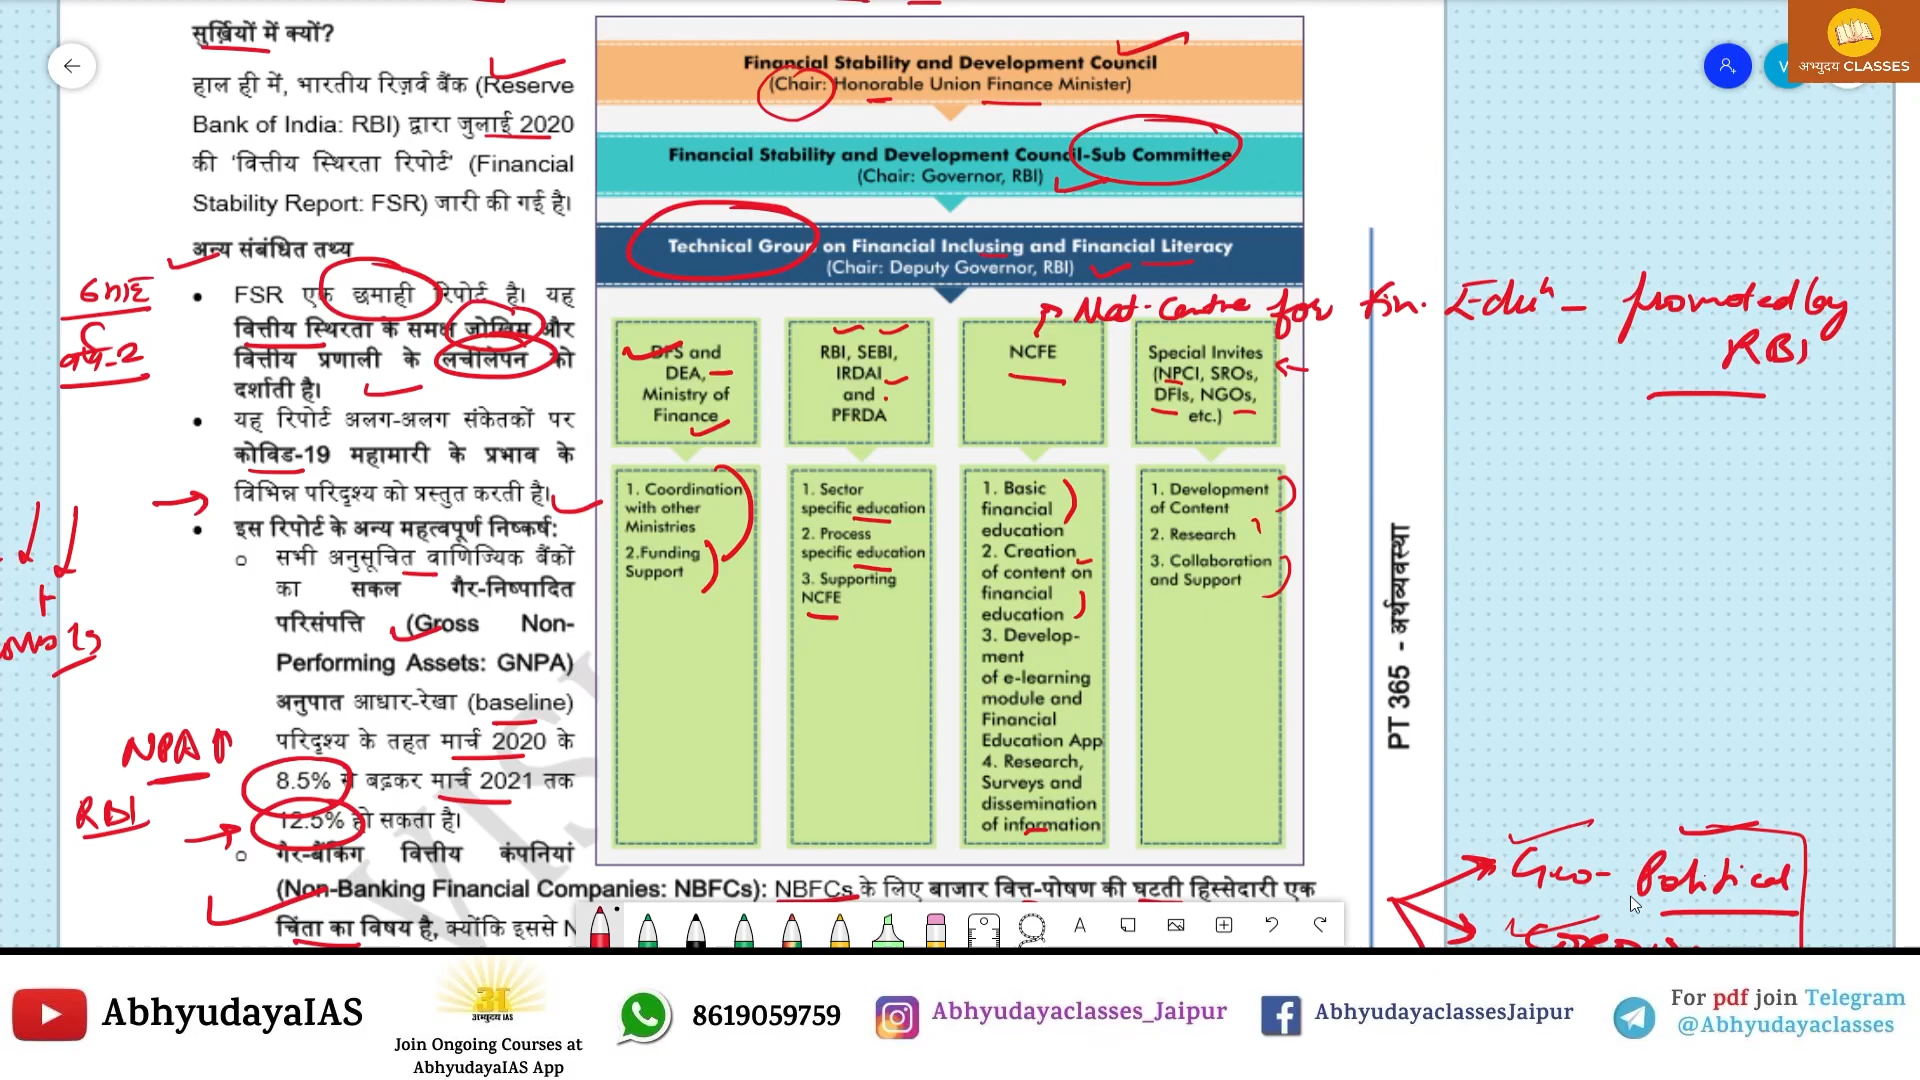 सुर्ख़ियों में क्यों?
हाल ही में, भारतीय रिज़र्व बैंक (Reserve
Bank of India: RBI) द्वारा जुलाई 2020
की 'वित्तीय स्थिरता रिपोर्ट' (Financial
Stability Report: FSR) जारी की गई है।
अन्य संबंधित तथ्य
• FSR एक छमाही रिपोर्ट है। यह
वित्तीय स्थिरता के समक्ष जोखिम और
वित्तीय प्रणाली के लचीलेपन को
दर्शाती है।
• यह रिपोर्ट अलग-अलग संकेतकों पर
कोविड-19 महामारी के प्रभाव के
विभिन्न परिदृश्य को प्रस्तुत करती है।
• इस रिपोर्ट के अन्य महत्वपूर्ण निष्कर्ष:
o सभी अनुसूचित वाणिज्यिक बैंकों
का सकल गैर-निष्पादित
परिसंपत्ति (Gross Non-
Performing Assets: GNPA)
अनुपात आधार-रेखा (baseline)
परिदृश्य के तहत मार्च 2020 के
8.5% से बढ़कर मार्च 2021 तक
12.5% हो सकता है।
o गैर-बैंकिंग वित्तीय कंपनियां
(Non-Banking Financial Companies: NBFCs): NBFCs के लिए बाजार वित्त-पोषण की घटती हिस्सेदारी एक
चिंता का विषय है, क्योंकि इससे N
NPA
RBI
Financial Stability and Development Council
(Chair: Honorable Union Finance Minister)
Financial Stability and Development Council-Sub Committee
(Chair: Governor, RBI)
Technical Group on Financial Inclusing and Financial Literacy
(Chair: Deputy Governor, RBI)
Nat-Centre for Fin. Eduⁿ - promoted by
RBI
DFS and
DEA,
Ministry of
Finance
RBI, SEBI,
IRDAI
and
PFRDA
NCFE
Special Invites
(NPCI, SROs,
DFIs, NGOs,
etc.)
1. Coordination
with other
Ministries
2.Funding
Support
1. Sector
specific education
2. Process
specific education
3. Supporting
NCFE
1. Basic
financial
education
2. Creation
of content on
financial
education
3. Develop-
ment
of e-learning
module and
Financial
Education App
4. Research,
Surveys and
dissemination
of information
1. Development
of Content
2. Research
3. Collaboration
and Support
PT 365 - अर्थव्यवस्था
Geo- Political
A
V
अभ्युदय CLASSES
AbhyudayaIAS
अभ्युदय IAS
Join Ongoing Courses at
AbhyudayaIAS App
8619059759
Abhyudayaclasses_Jaipur
AbhyudayaclassesJaipur
For pdf join Telegram
@Abhyudayaclasses